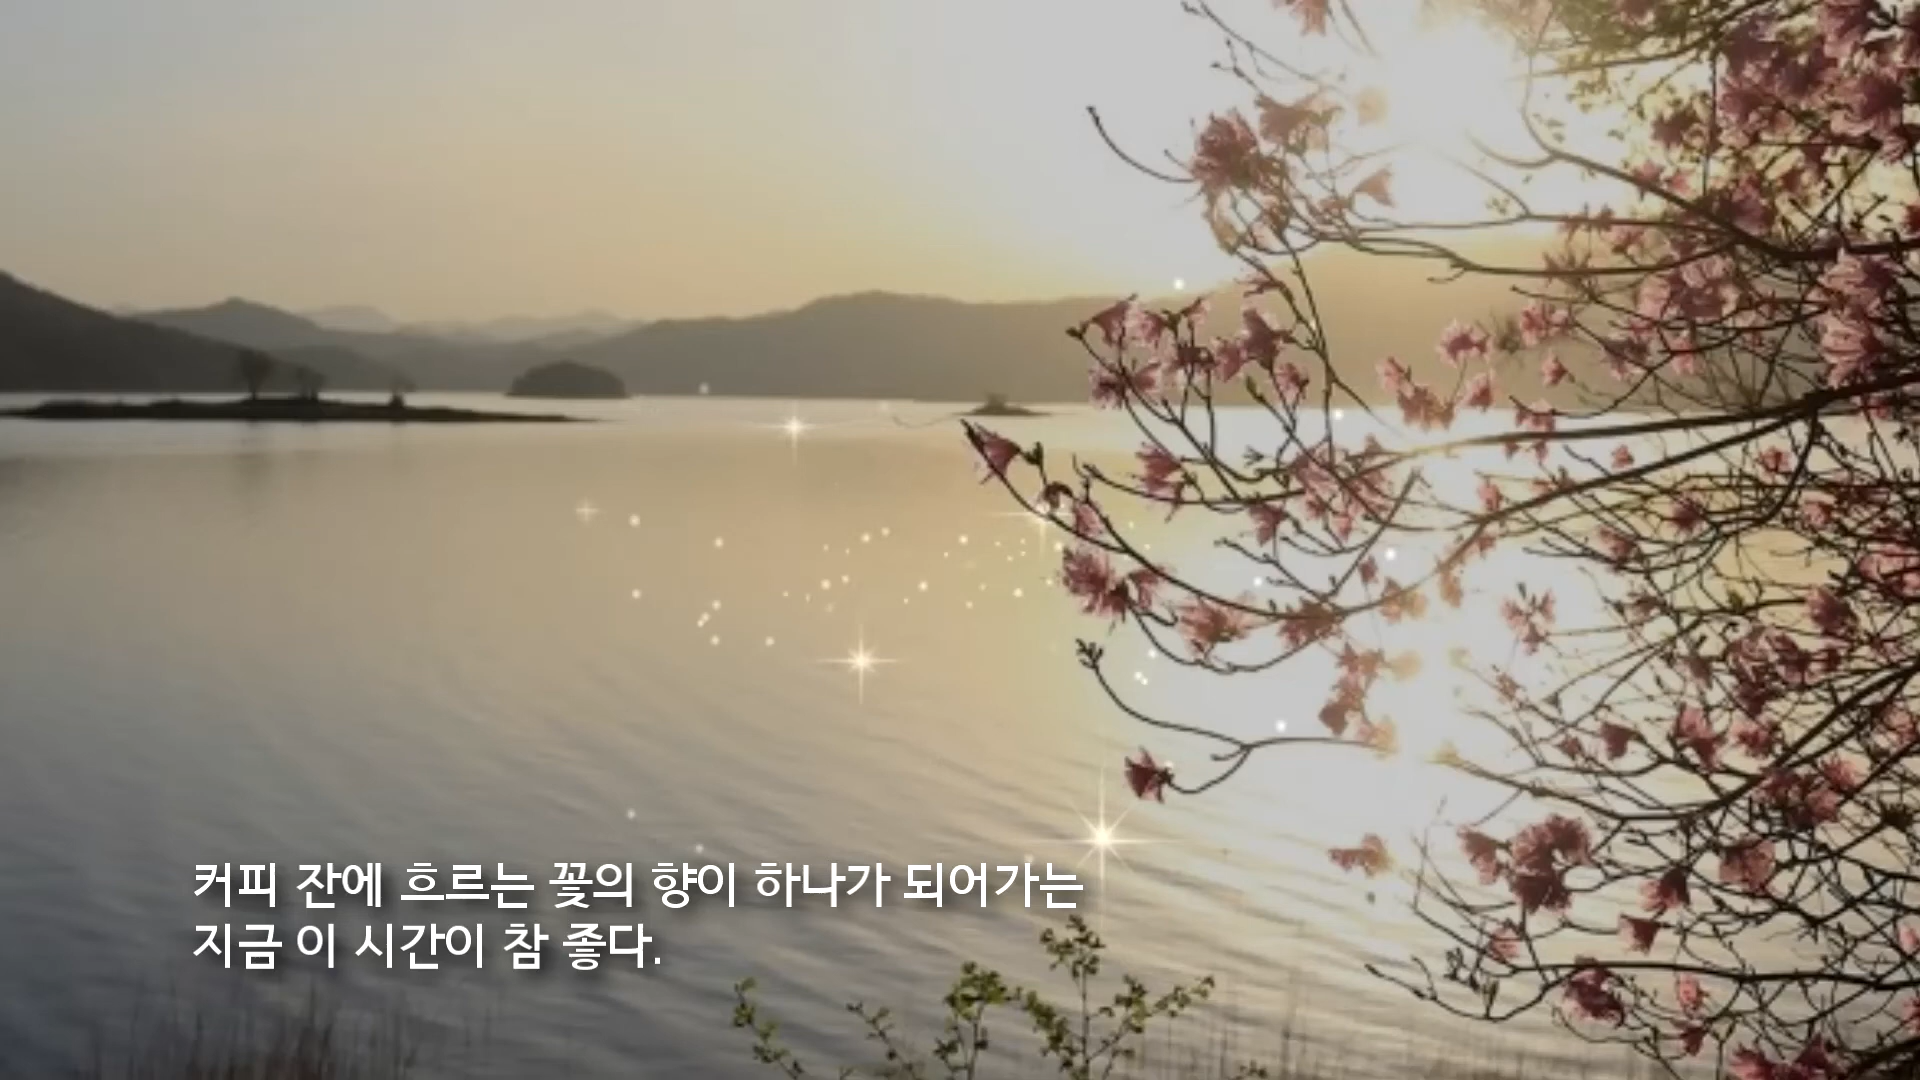 커피 잔에 흐르는 꽃의 향이 하나가 되어가는
지금 이 시간이 참 좋다.